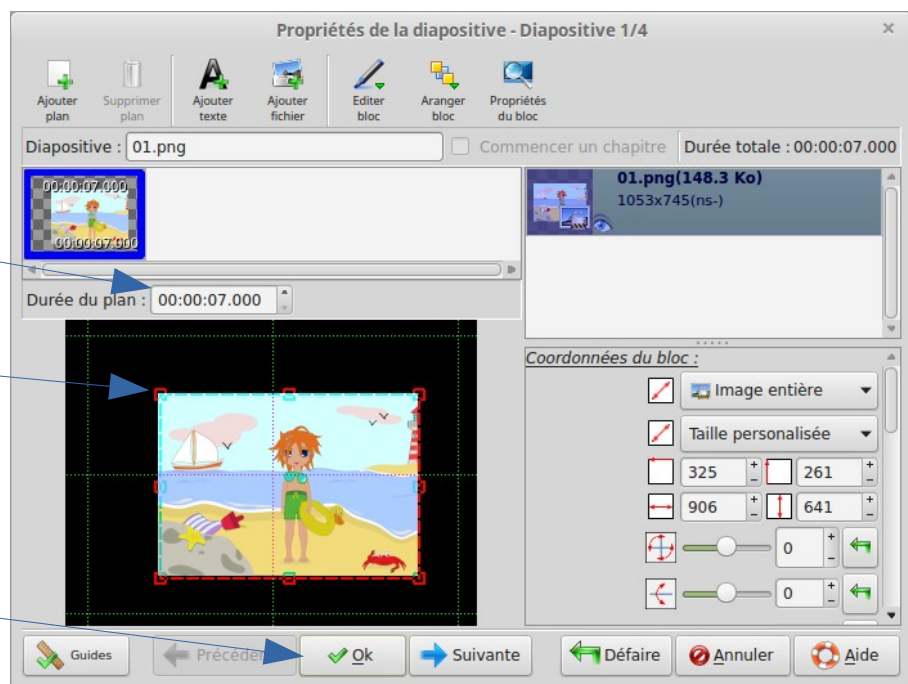 Propriétés de la diapositive - Diapositive 1/4
Ajouter plan
Supprimer plan
Ajouter texte
Ajouter fichier
Editer bloc
Aranger bloc
Propriétés du bloc
Diapositive : 01.png
Commencer un chapitre
Durée totale : 00:00:07.000
00:00:07.000
00:00:07.000
01.png(148.3 Ko)
1053x745(ns-)
Durée du plan : 00:00:07.000
Coordonnées du bloc :
Image entière
Taille personalisée
325 261
906 641
0
0
Guides
Précéde
Ok
Suivante
Défaire
Annuler
Aide